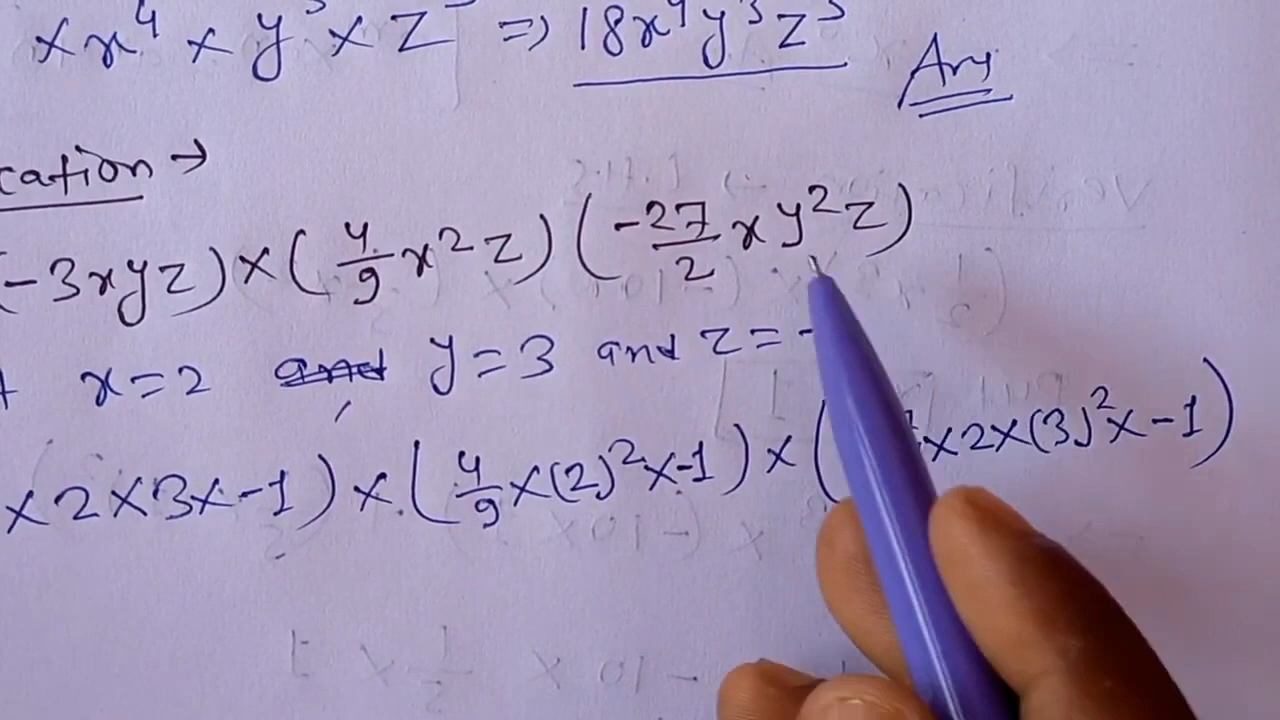 × x⁴ × y³ × z³ ⇒ 18x⁴y³z³ Ans
cation →
(-3xyz) × (4/9 x²z) (-27/2 xy²z)
x=2 and y=3 and z=-
×2×3×-1) × (4/9 ×(2)²×-1) × ( ×2×(3)²×-1)